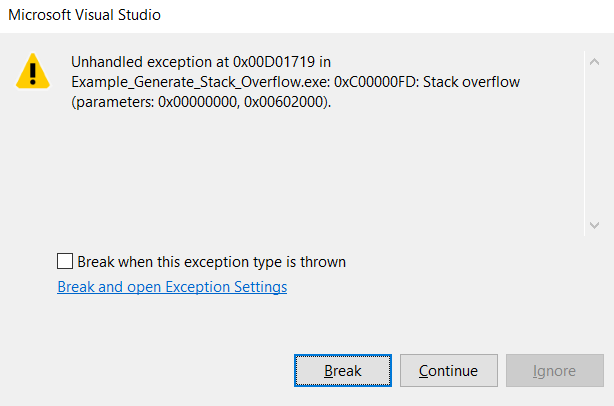 Microsoft Visual Studio
Unhandled exception at 0x00D01719 in
Example_Generate_Stack_Overflow.exe: 0xC00000FD: Stack overflow
(parameters: 0x00000000, 0x00602000).
Break when this exception type is thrown
Break and open Exception Settings
Break
Continue
Ignore